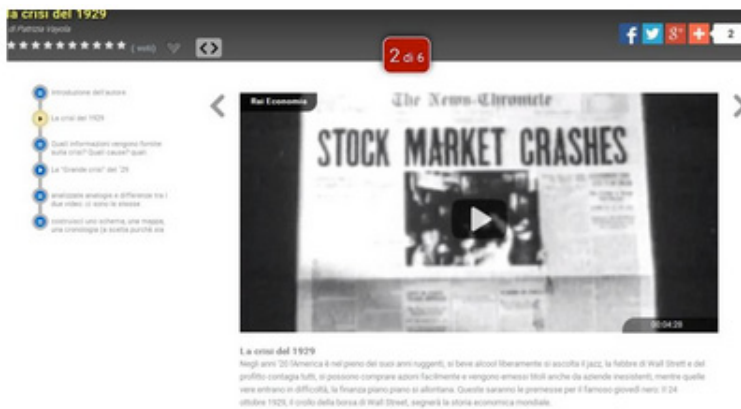 la crisi del 1929
di Patrizia Vayola
( voti)
2 di 6
2
Introduzione dell'autore
La crisi del 1929
Quali informazioni vengono fornite
sulla crisi? Quali cause? quali
La "Grande crisi" del '29
analizzate analogie e differenze tra i
due video: ci sono le stesse
costruisci uno schema, una mappa,
una cronologia (a scelta purché sia
Rai Economia
The News-Chronicle
STOCK MARKET CRASHES
00:04:28
La crisi del 1929
Negli anni '20 l'America è nel pieno dei suoi anni ruggenti, si beve alcool liberamente si ascolta il jazz, la febbre di Wall Strett e del
profitto contagia tutti, si possono comprare azioni facilmente e vengono emessi titoli anche da aziende inesistenti, mentre quelle
vere entrano in difficoltà, la finanza piano piano si allontana. Queste saranno le premesse per il famoso giovedì nero. Il 24
ottobre 1929, il crollo della borsa di Wall Street, segnerà la storia economica mondiale.